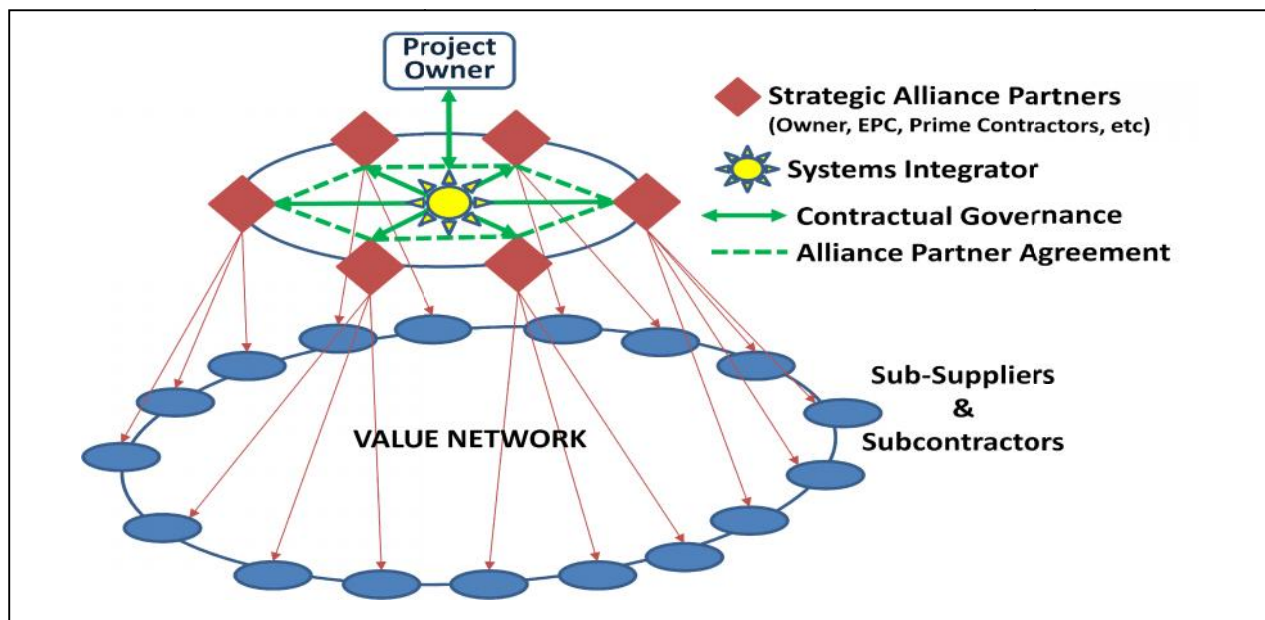 Project
Owner
Strategic Alliance Partners
(Owner, EPC, Prime Contractors, etc)
Systems Integrator
Contractual Governance
Alliance Partner Agreement
Sub-Suppliers
&
Subcontractors
VALUE NETWORK